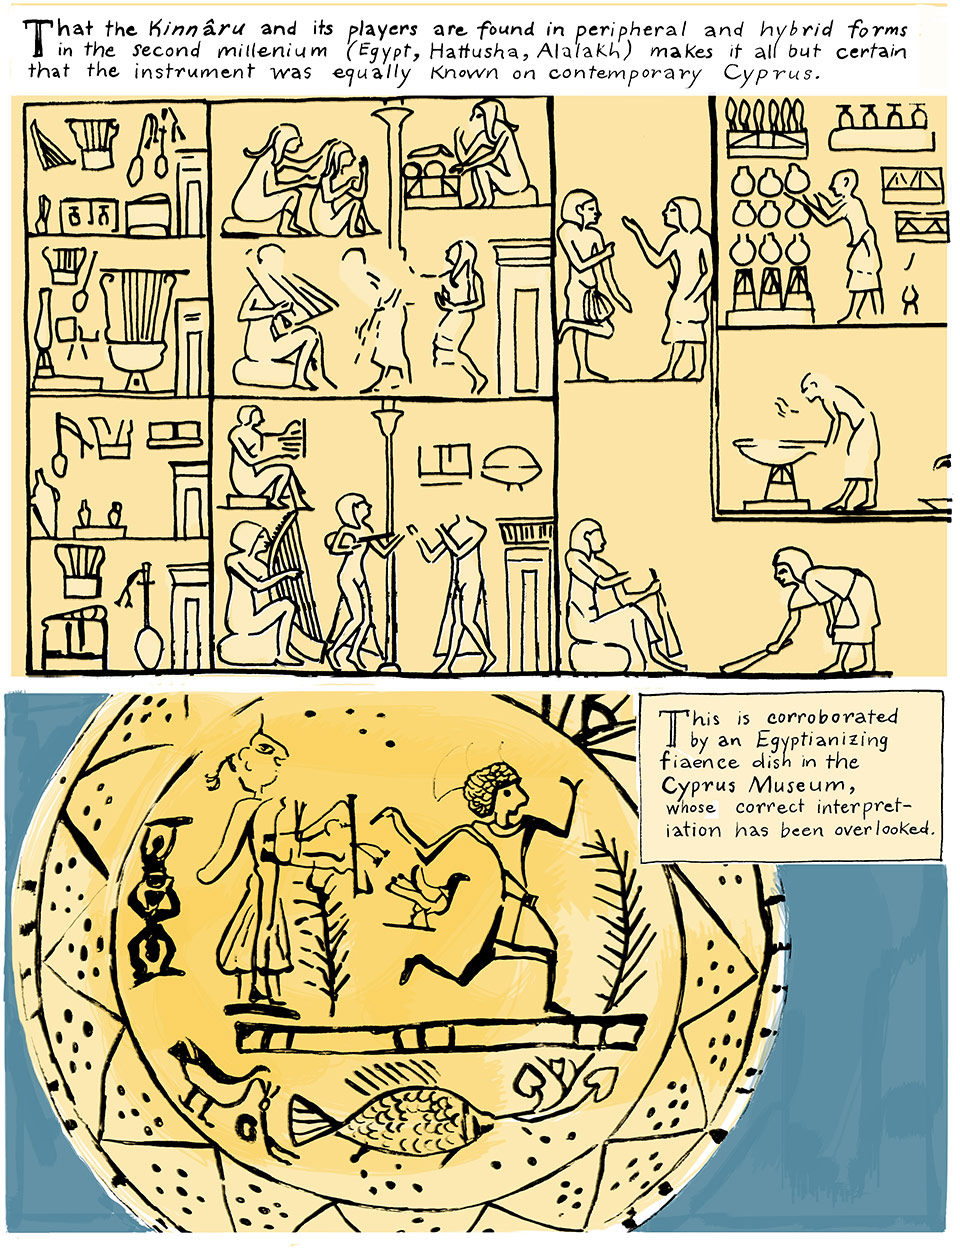 That the Kinnâru and its players are found in peripheral and hybrid forms
in the second millenium (Egypt, Hattusha, Alalakh) makes it all but certain
that the instrument was equally known on contemporary Cyprus.
This is corroborated
by an Egyptianizing
fiaence dish in the
Cyprus Museum,
whose correct interpret-
iation has been overlooked.